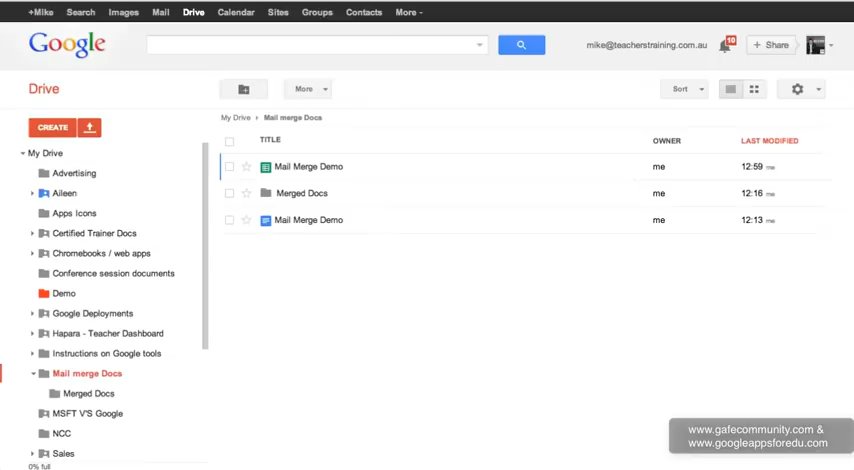 +Mike Search Images Mail Drive Calendar Sites Groups Contacts More
Google
mike@teacherstraining.com.au 10 + Share
Drive More Sort
CREATE
My Drive Mail merge Docs
TITLE OWNER LAST MODIFIED
Mail Merge Demo me 12:59 me
Merged Docs me 12:16 me
Mail Merge Demo me 12:13 me
My Drive
Advertising
Aileen
Apps Icons
Certified Trainer Docs
Chromebooks / web apps
Conference session documents
Demo
Google Deployments
Hapara - Teacher Dashboard
Instructions on Google tools
Mail merge Docs
Merged Docs
MSFT V'S Google
NCC
Sales
0% full
www.gafecommunity.com &
www.googleappsforedu.com